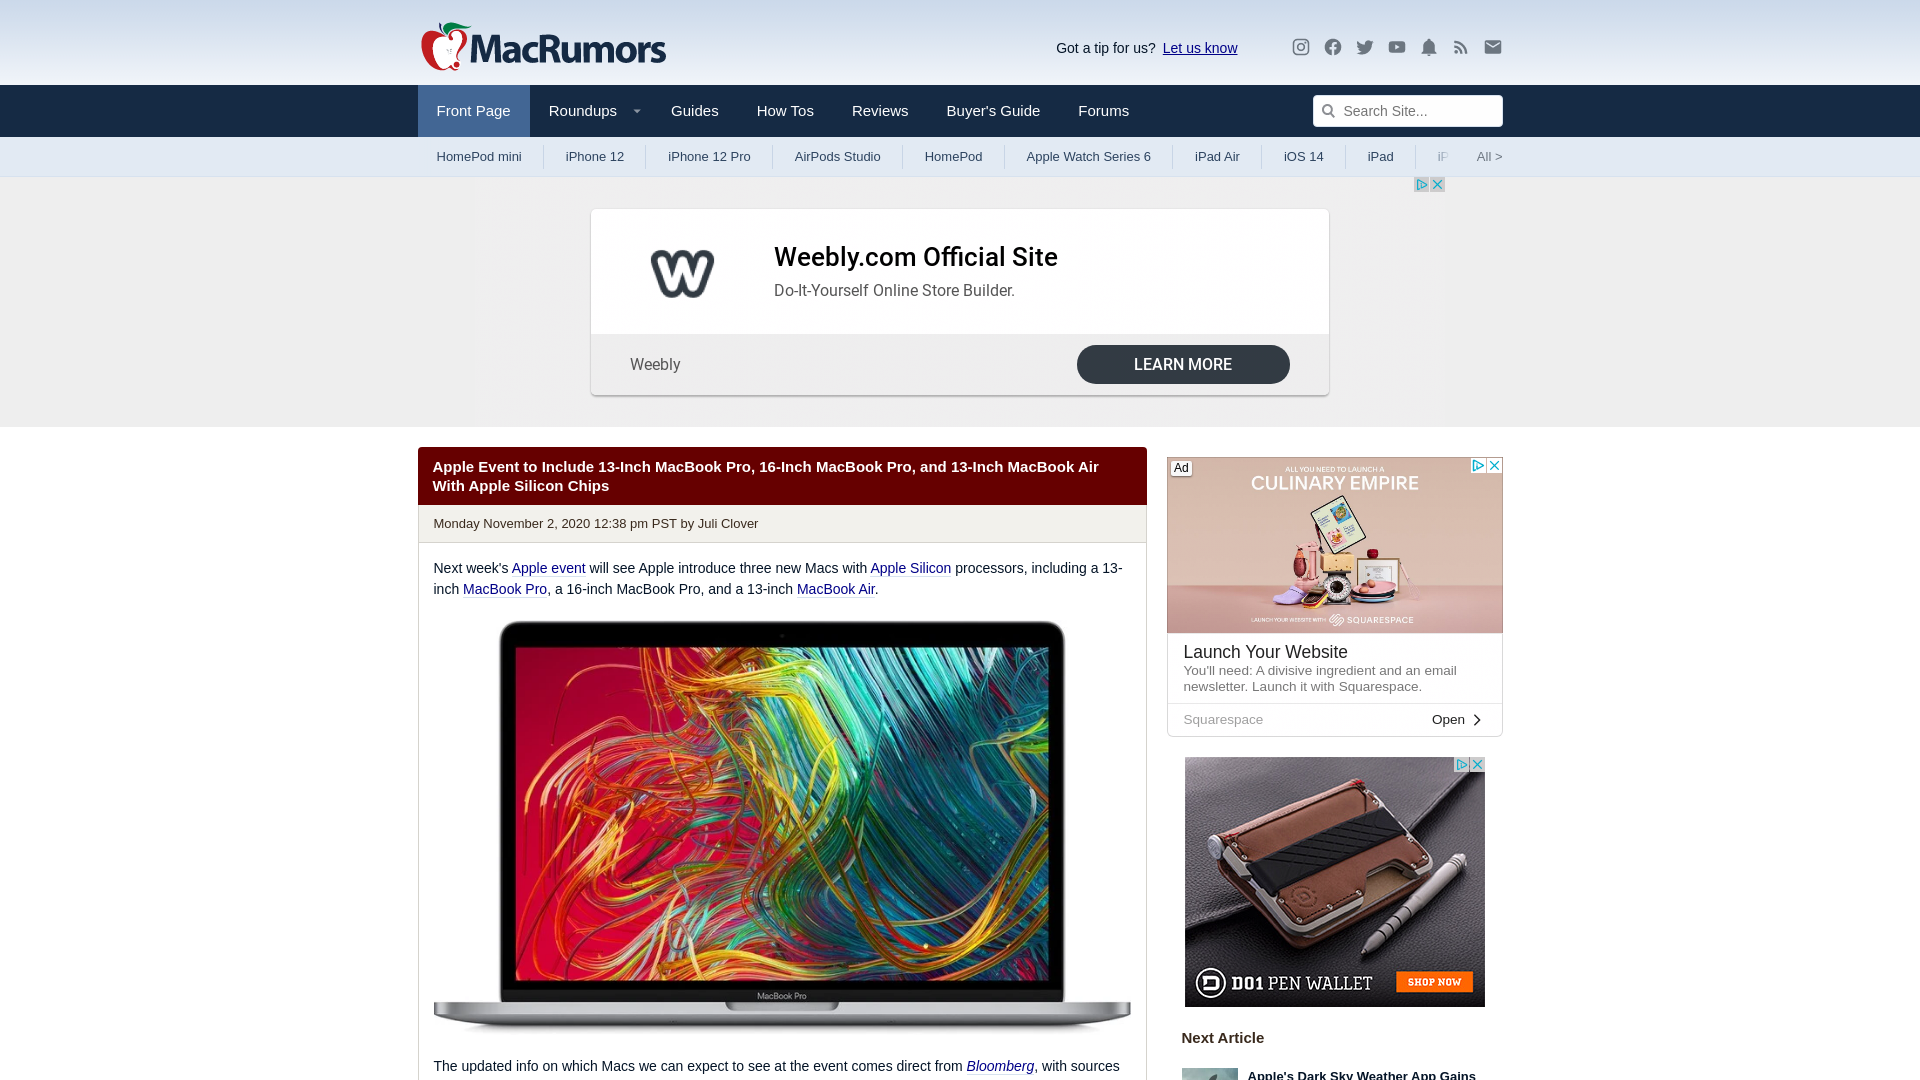 MacRumors
Got a tip for us? Let us know
Front Page
Roundups
Guides
How Tos
Reviews
Buyer's Guide
Forums
Search Site...
HomePod mini
iPhone 12
iPhone 12 Pro
AirPods Studio
HomePod
Apple Watch Series 6
iPad Air
iOS 14
iPad
iP
All >
W
Weebly.com Official Site
Do-It-Yourself Online Store Builder.
Weebly
LEARN MORE
Apple Event to Include 13-Inch MacBook Pro, 16-Inch MacBook Pro, and 13-Inch MacBook Air
With Apple Silicon Chips
Monday November 2, 2020 12:38 pm PST by Juli Clover
Next week's Apple event will see Apple introduce three new Macs with Apple Silicon processors, including a 13-
inch MacBook Pro, a 16-inch MacBook Pro, and a 13-inch MacBook Air.
MacBook Pro
The updated info on which Macs we can expect to see at the event comes direct from Bloomberg, with sources
Ad
ALL YOU NEED TO LAUNCH A
CULINARY EMPIRE
LAUNCH YOUR WEBSITE WITH SQUARESPACE
Launch Your Website
You'll need: A divisive ingredient and an email
newsletter. Launch it with Squarespace.
Squarespace
Open
D01 PEN WALLET
SHOP NOW
Next Article
Apple's Dark Sky Weather App Gains